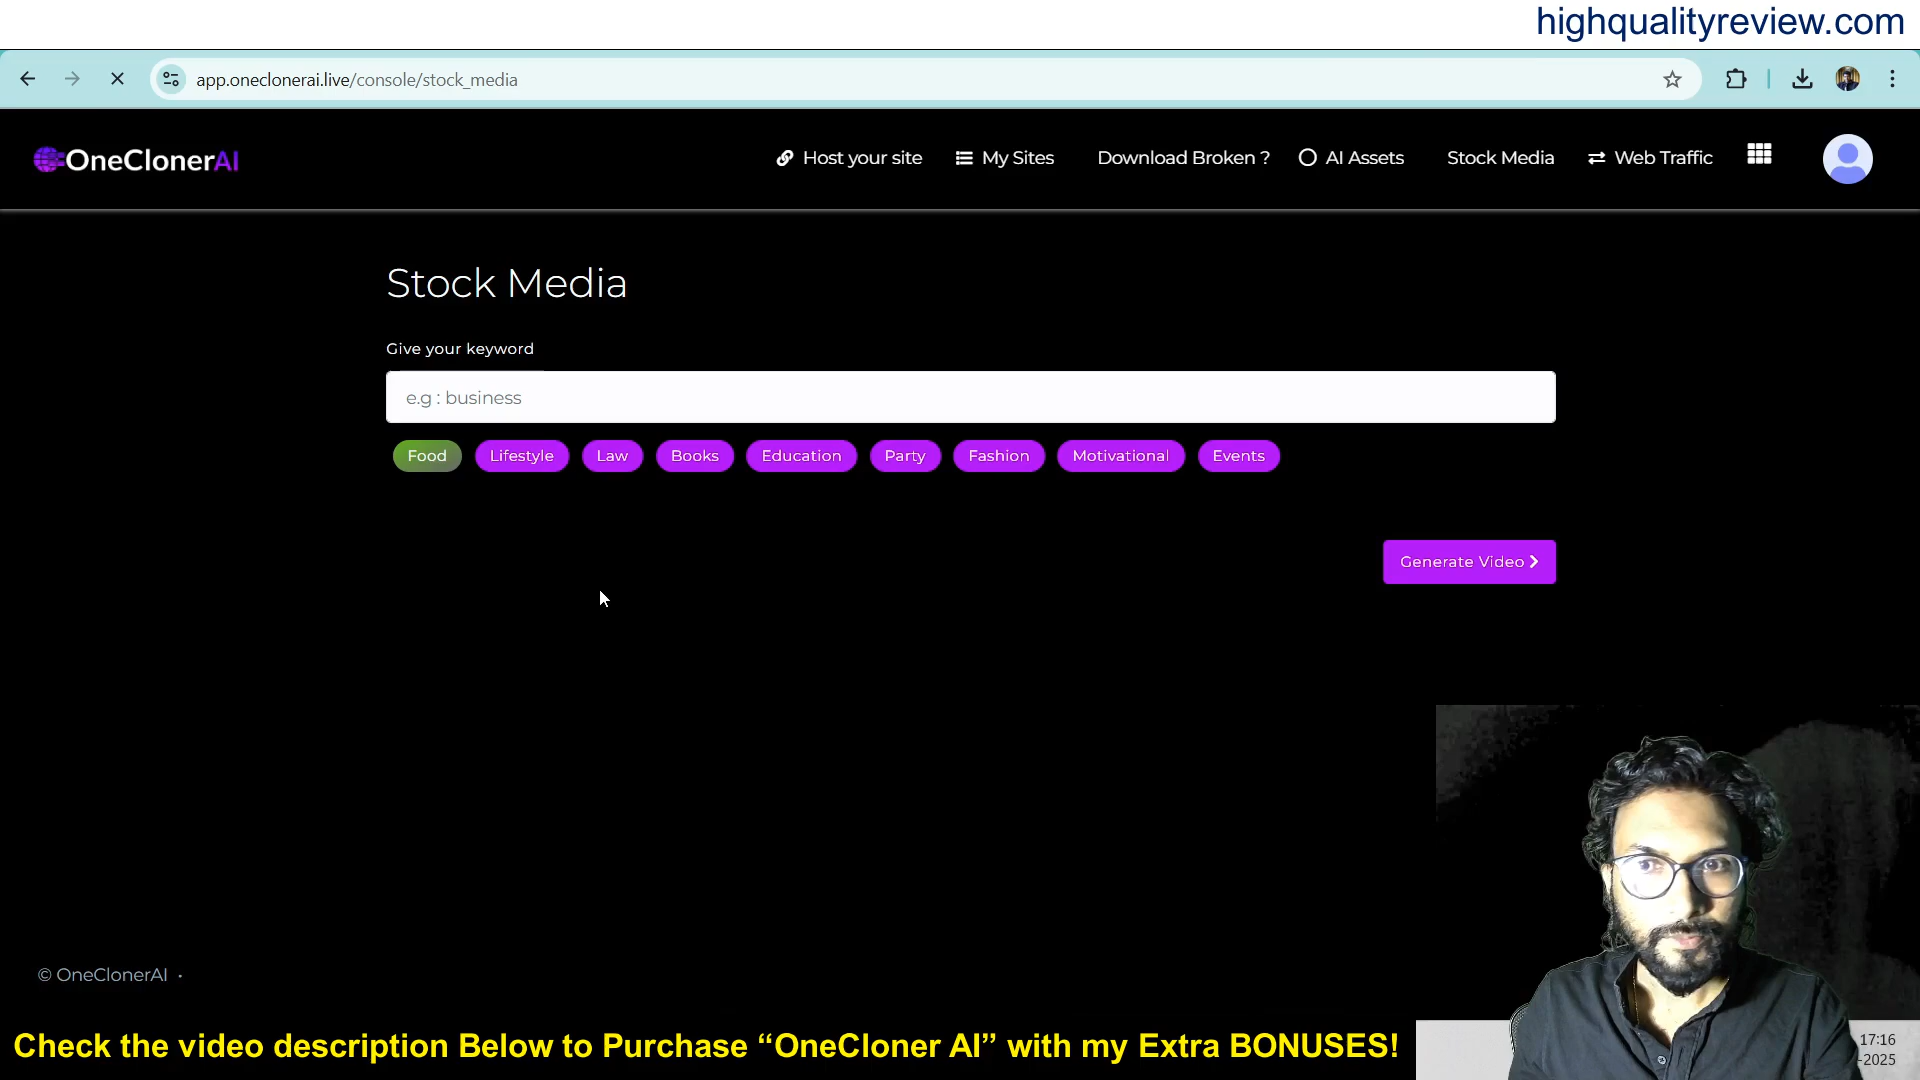 highqualityreview.com
app.oneclonerai.live/console/stock_media
OneClonerAI
Host your site
My Sites
Download Broken ?
AI Assets
Stock Media
Web Traffic
Stock Media
Give your keyword
e.g : business
Food
Lifestyle
Law
Books
Education
Party
Fashion
Motivational
Events
Generate Video
© OneClonerAI ·
Check the video description Below to Purchase “OneCloner AI” with my Extra BONUSES!
17:16
-2025